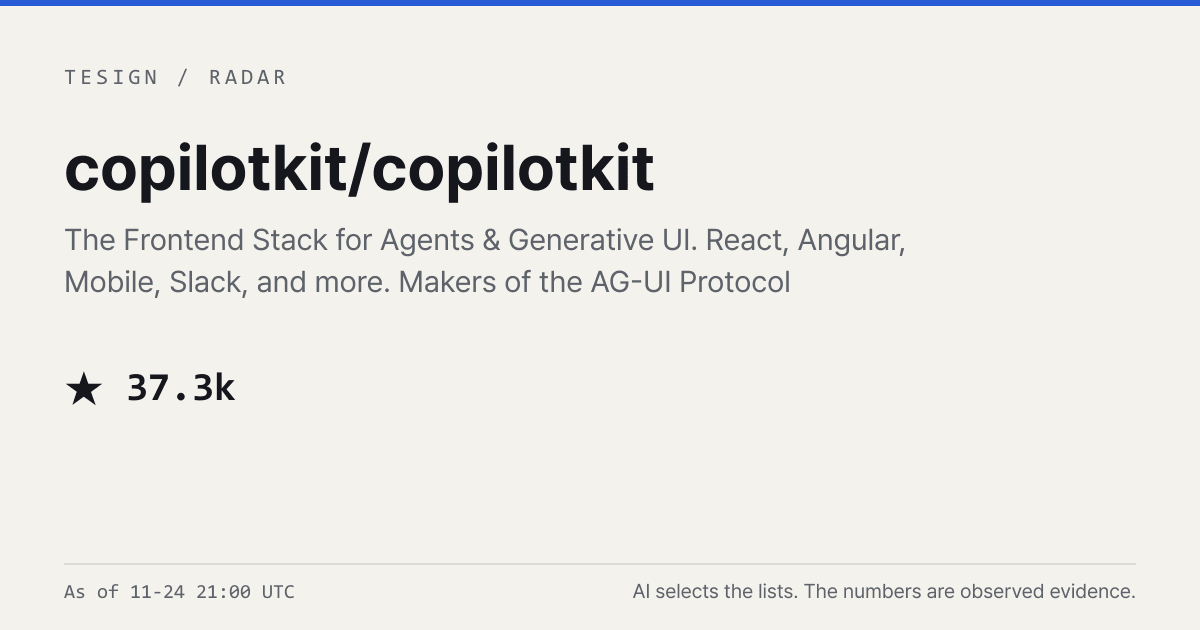 TESIGN / RADAR
copilotkit/copilotkit
The Frontend Stack for Agents & Generative UI. React, Angular,
Mobile, Slack, and more. Makers of the AG-UI Protocol
★ 37.3k
As of 11-24 21:00 UTC
AI selects the lists. The numbers are observed evidence.